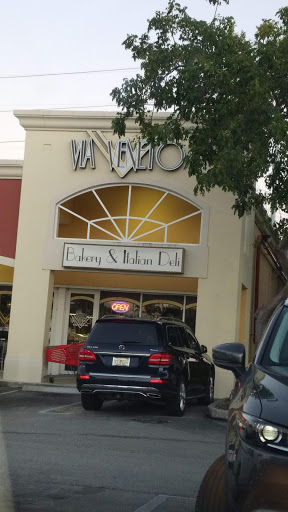 VIA VENETO
Bakery & Italian Deli
OPEN